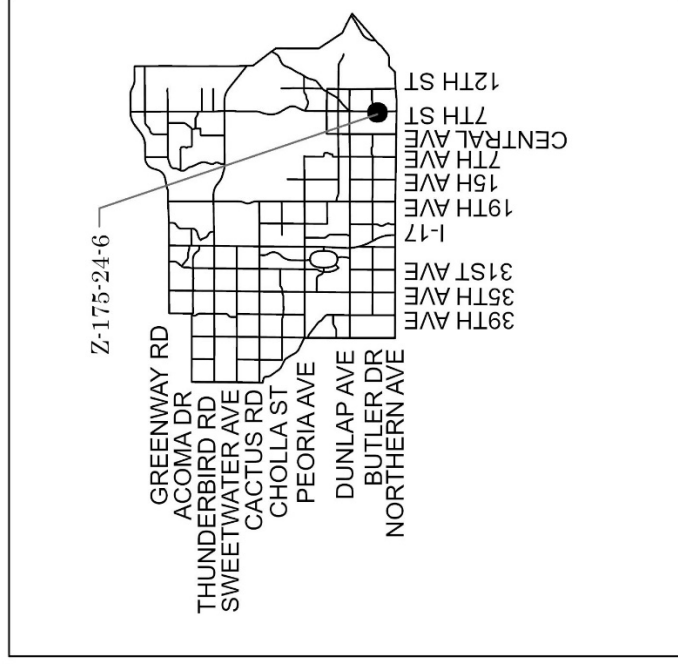 Z-175-24-6
GREENWAY RD
ACOMA DR
THUNDERBIRD RD
SWEETWATER AVE
CACTUS RD
CHOLLA ST
PEORIA AVE
DUNLAP AVE
BUTLER DR
NORTHERN AVE
39TH AVE
35TH AVE
31ST AVE
I-17
19TH AVE
15H AVE
7TH AVE
CENTRAL AVE
7TH ST
12TH ST